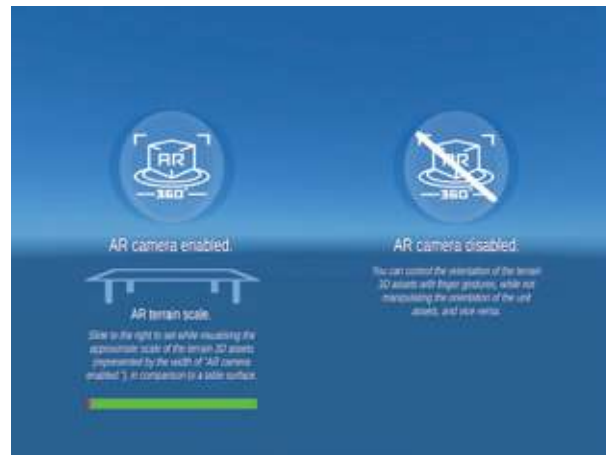 AR
360°
AR camera enabled.
AR terrain scale.
Slide to the right to set while visualising the
approximate scale of the terrain 3D assets
(represented by the width of "AR camera
enabled."), in comparison to a table surface.
AR
360°
AR camera disabled.
You can control the orientation of the terrain
3D assets with finger gestures, while not
manipulating the orientation of the unit
assets, and vice versa.